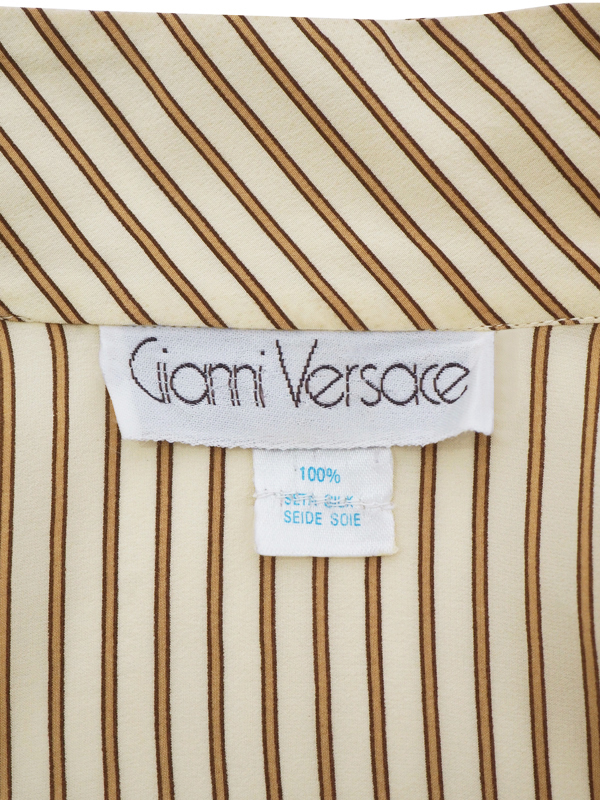 Gianni Versace
100%
SETA SILK
SEIDE SOIE